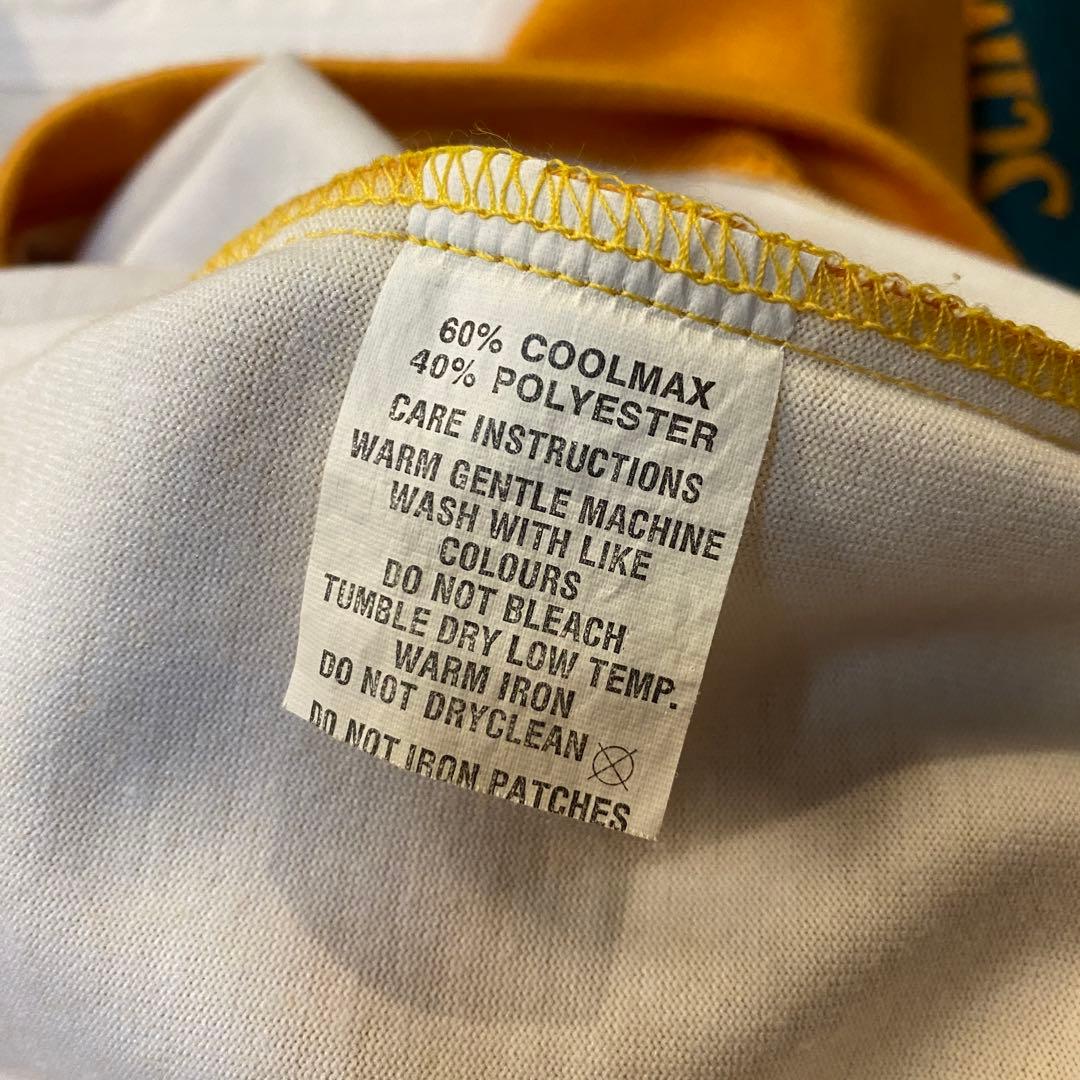 60% COOLMAX
40% POLYESTER
CARE INSTRUCTIONS
WARM GENTLE MACHINE
WASH WITH LIKE
COLOURS
DO NOT BLEACH
TUMBLE DRY LOW TEMP.
WARM IRON
DO NOT DRYCLEAN
DO NOT IRON PATCHES